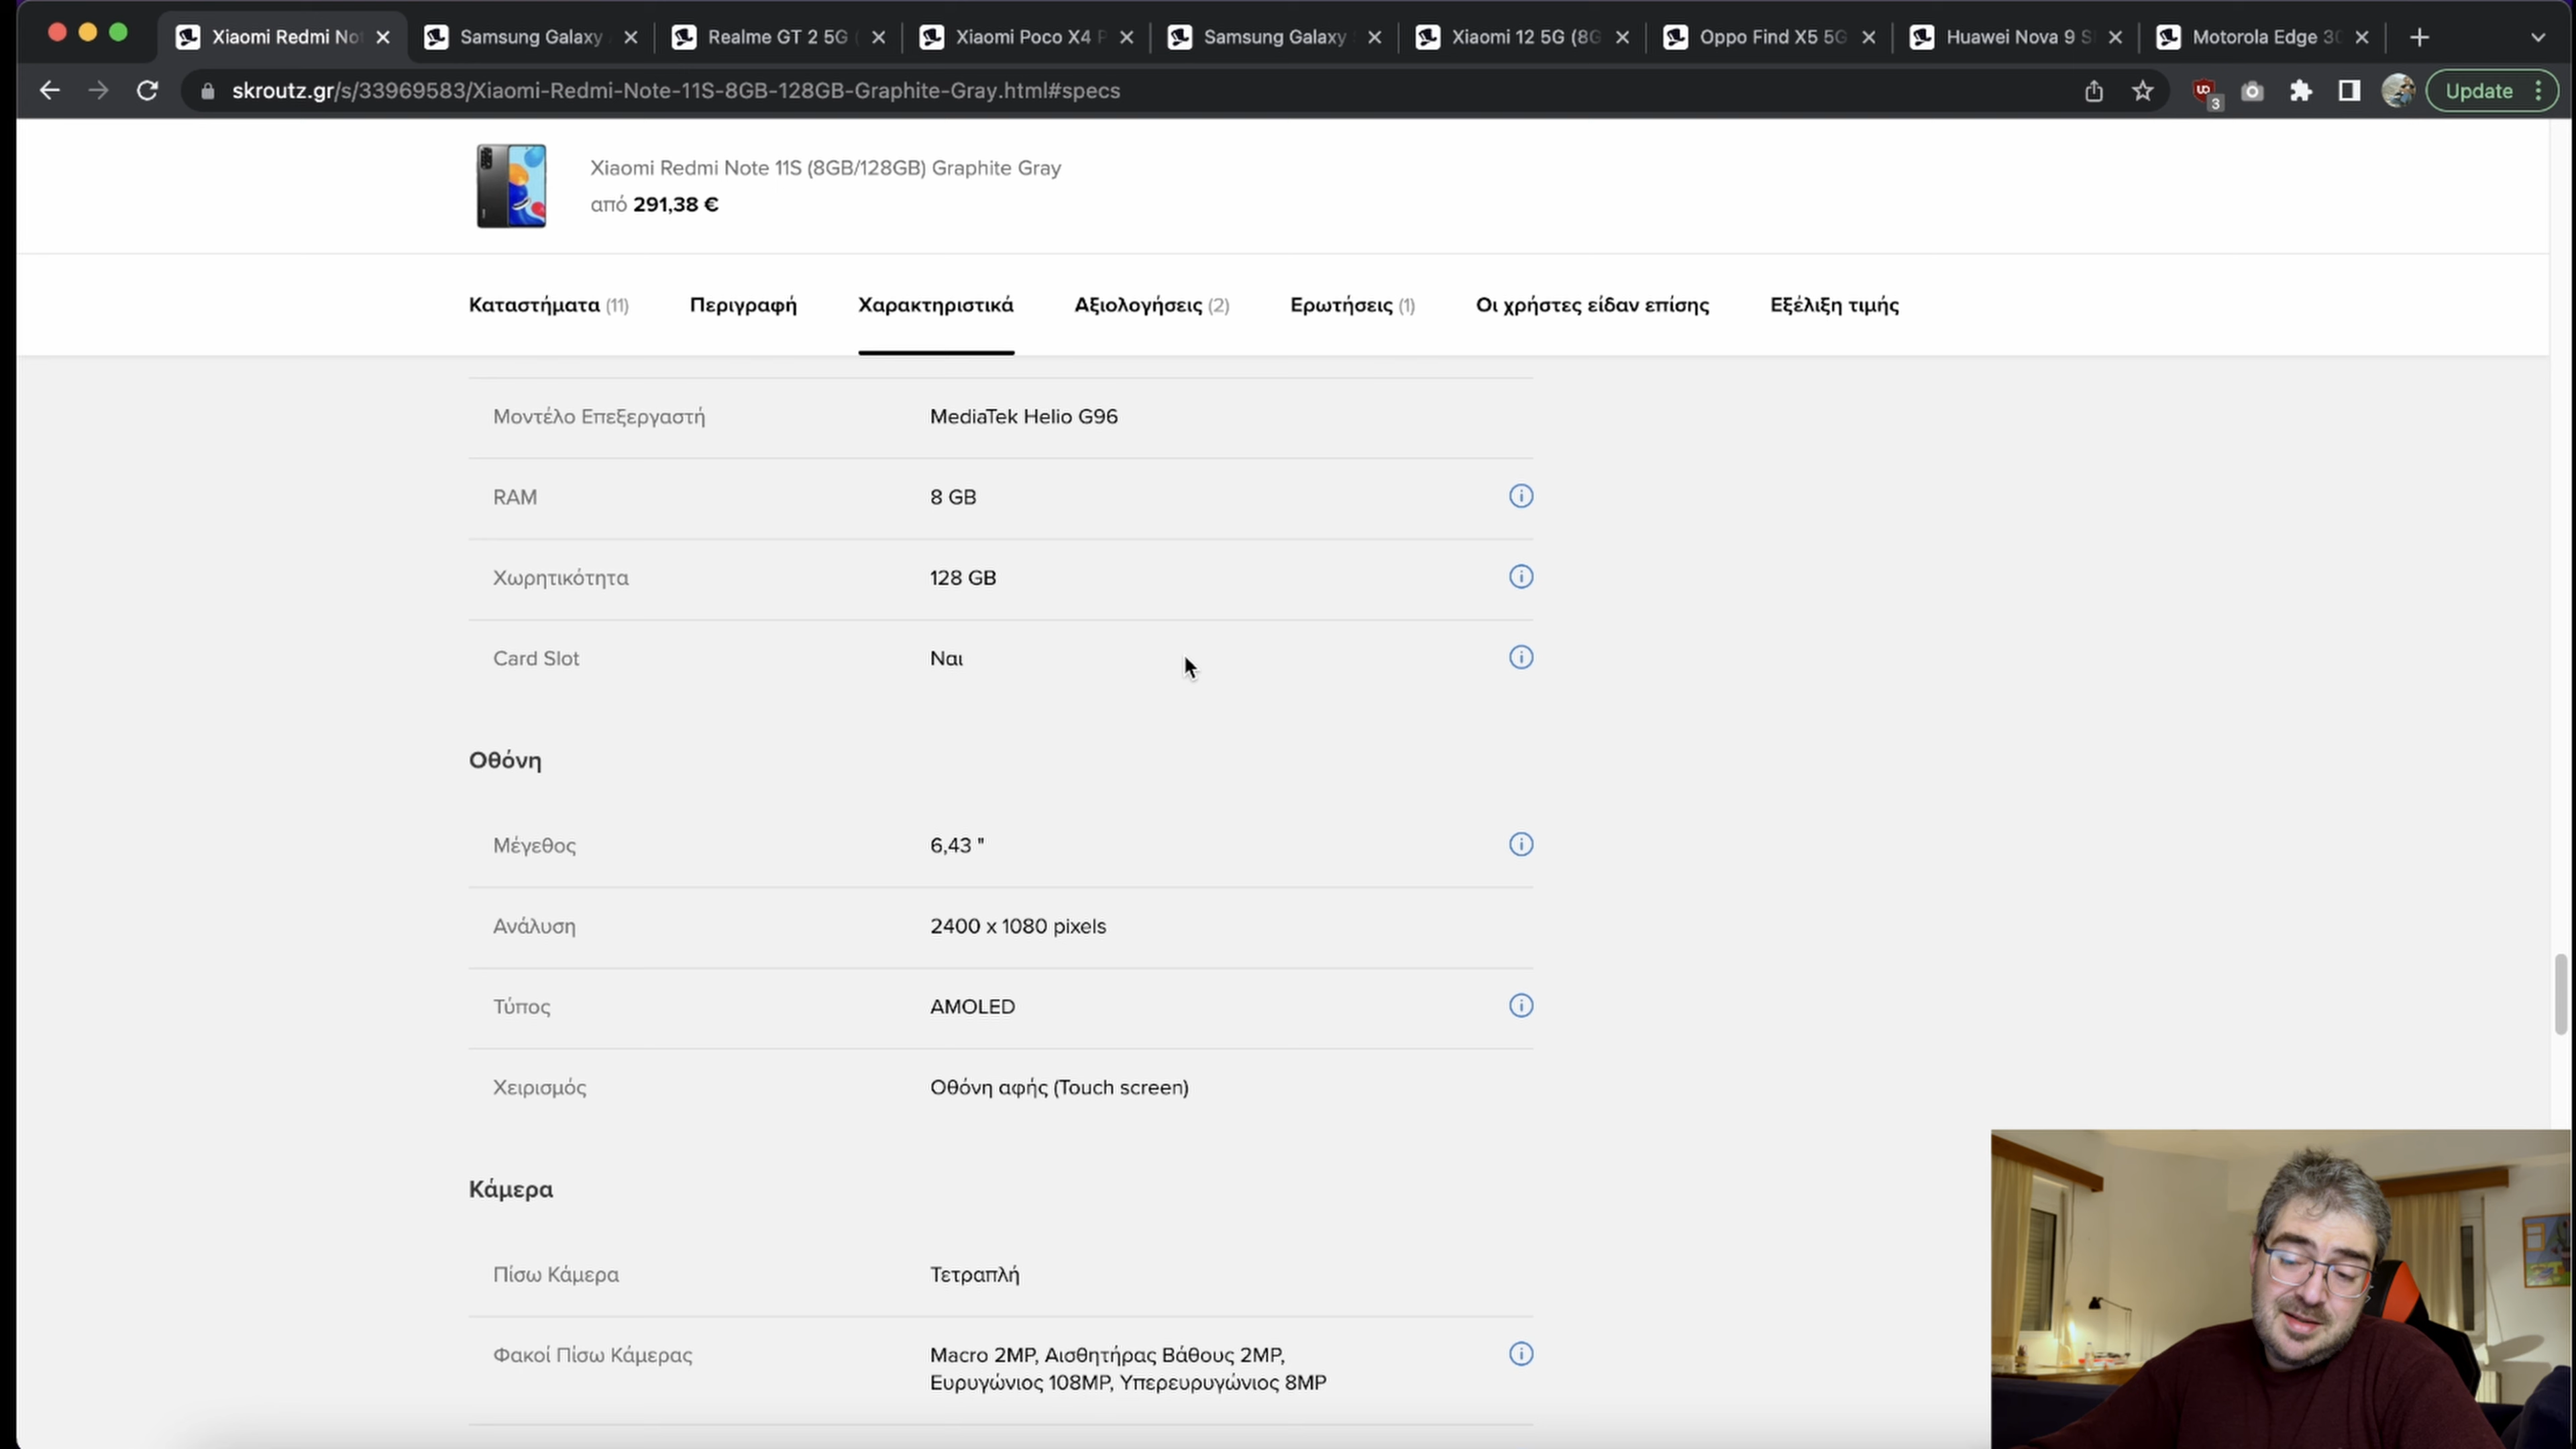 Xiaomi Redmi No
Samsung Galaxy
Realme GT 2 5G
Xiaomi Poco X4 P
Samsung Galaxy
Xiaomi 12 5G (8G
Oppo Find X5 5G
Huawei Nova 9 S
Motorola Edge 30
skroutz.gr/s/33969583/Xiaomi-Redmi-Note-11S-8GB-128GB-Graphite-Gray.html#specs
3
Update
Xiaomi Redmi Note 11S (8GB/128GB) Graphite Gray
από 291,38 €
Καταστήματα (11)
Περιγραφή
Χαρακτηριστικά
Αξιολογήσεις (2)
Ερωτήσεις (1)
Οι χρήστες είδαν επίσης
Εξέλιξη τιμής
Μοντέλο Επεξεργαστή
MediaTek Helio G96
RAM
8 GB
Χωρητικότητα
128 GB
Card Slot
Ναι
Οθόνη
Μέγεθος
6,43 "
Ανάλυση
2400 x 1080 pixels
Τύπος
AMOLED
Χειρισμός
Οθόνη αφής (Touch screen)
Κάμερα
Πίσω Κάμερα
Τετραπλή
Φακοί Πίσω Κάμερας
Macro 2MP, Αισθητήρας Βάθους 2MP,
Ευρυγώνιος 108MP, Υπερευρυγώνιος 8MP